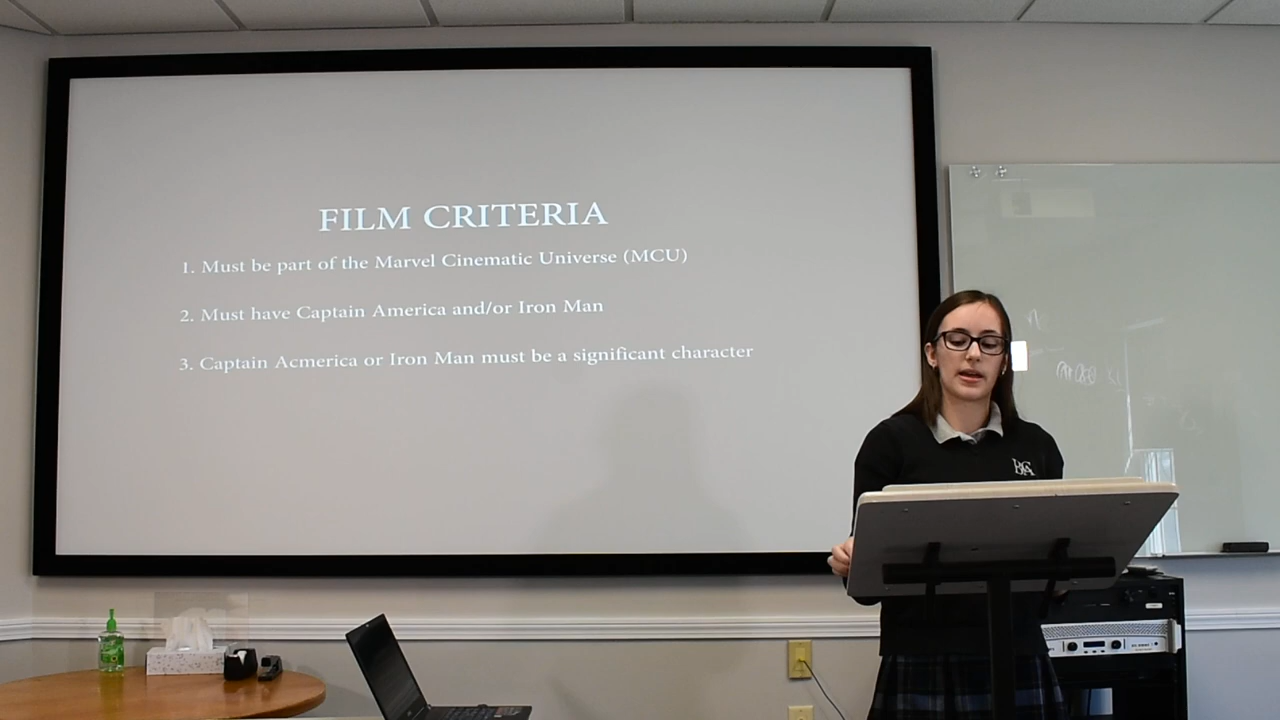 FILM CRITERIA
1. Must be part of the Marvel Cinematic Universe (MCU)
2. Must have Captain America and/or Iron Man
3. Captain Acmerica or Iron Man must be a significant character